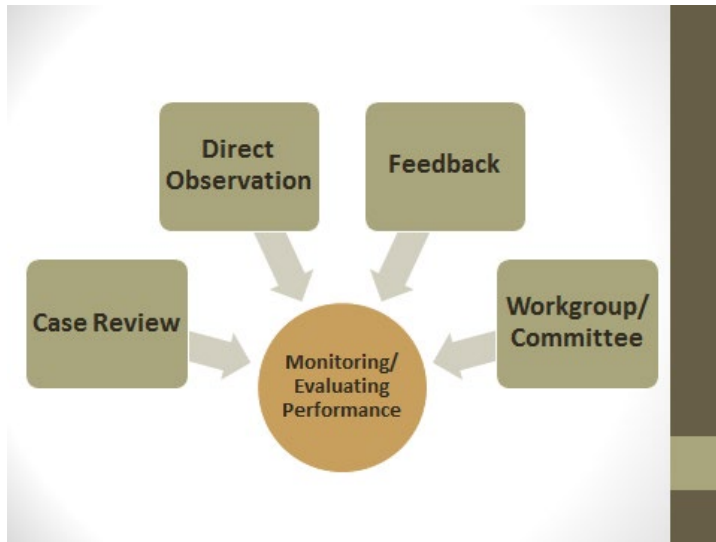 Direct
Observation
Feedback
Case Review
Workgroup/
Committee
Monitoring/
Evaluating
Performance